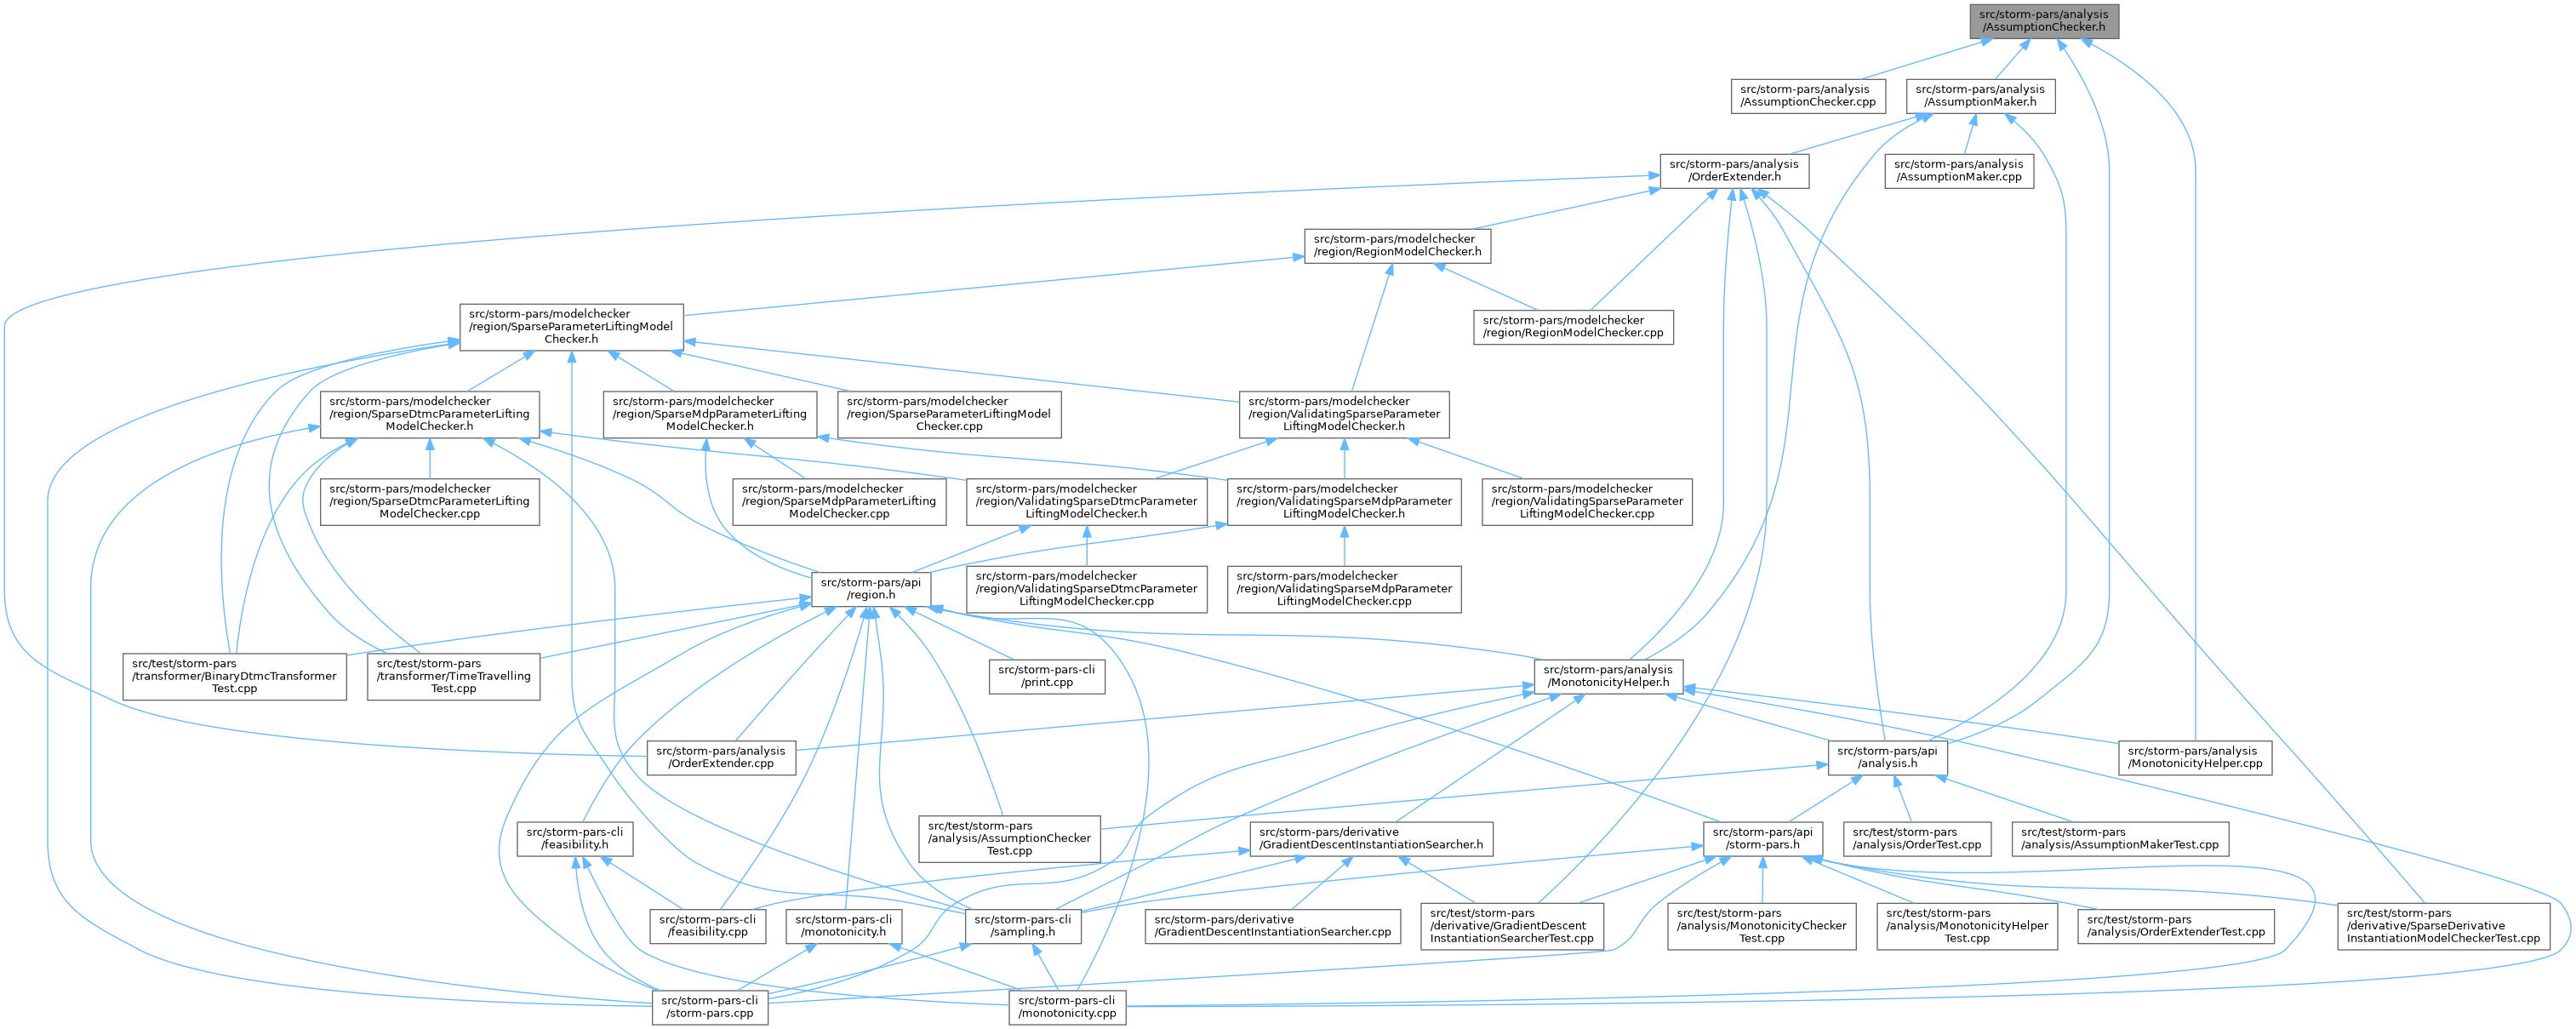 src/storm-pars/analysis
/AssumptionChecker.h
src/storm-pars/analysis
/AssumptionChecker.cpp
src/storm-pars/analysis
/AssumptionMaker.h
src/storm-pars/analysis
/OrderExtender.h
src/storm-pars/analysis
/AssumptionMaker.cpp
src/storm-pars/modelchecker
/region/RegionModelChecker.h
src/storm-pars/modelchecker
/region/SparseParameterLiftingModel
Checker.h
src/storm-pars/modelchecker
/region/RegionModelChecker.cpp
src/storm-pars/modelchecker
/region/SparseDtmcParameterLifting
ModelChecker.h
src/storm-pars/modelchecker
/region/SparseMdpParameterLifting
ModelChecker.h
src/storm-pars/modelchecker
/region/SparseParameterLiftingModel
Checker.cpp
src/storm-pars/modelchecker
/region/ValidatingSparseParameter
LiftingModelChecker.h
src/storm-pars/modelchecker
/region/SparseDtmcParameterLifting
ModelChecker.cpp
src/storm-pars/modelchecker
/region/SparseMdpParameterLifting
ModelChecker.cpp
src/storm-pars/modelchecker
/region/ValidatingSparseDtmcParameter
LiftingModelChecker.h
src/storm-pars/modelchecker
/region/ValidatingSparseMdpParameter
LiftingModelChecker.h
src/storm-pars/modelchecker
/region/ValidatingSparseParameter
LiftingModelChecker.cpp
src/storm-pars/api
/region.h
src/storm-pars/modelchecker
/region/ValidatingSparseDtmcParameter
LiftingModelChecker.cpp
src/storm-pars/modelchecker
/region/ValidatingSparseMdpParameter
LiftingModelChecker.cpp
src/test/storm-pars
/transformer/BinaryDtmcTransformer
Test.cpp
src/test/storm-pars
/transformer/TimeTravelling
Test.cpp
src/storm-pars-cli
/print.cpp
src/storm-pars/analysis
/MonotonicityHelper.h
src/storm-pars/analysis
/OrderExtender.cpp
src/storm-pars/api
/analysis.h
src/storm-pars/analysis
/MonotonicityHelper.cpp
src/storm-pars-cli
/feasibility.h
src/test/storm-pars
/analysis/AssumptionChecker
Test.cpp
src/storm-pars/derivative
/GradientDescentInstantiationSearcher.h
src/storm-pars/api
/storm-pars.h
src/test/storm-pars
/analysis/OrderTest.cpp
src/test/storm-pars
/analysis/AssumptionMakerTest.cpp
src/storm-pars-cli
/feasibility.cpp
src/storm-pars-cli
/monotonicity.h
src/storm-pars-cli
/sampling.h
src/storm-pars/derivative
/GradientDescentInstantiationSearcher.cpp
src/test/storm-pars
/derivative/GradientDescent
InstantiationSearcherTest.cpp
src/test/storm-pars
/analysis/MonotonicityChecker
Test.cpp
src/test/storm-pars
/analysis/MonotonicityHelper
Test.cpp
src/test/storm-pars
/analysis/OrderExtenderTest.cpp
src/test/storm-pars
/derivative/SparseDerivative
InstantiationModelCheckerTest.cpp
src/storm-pars-cli
/storm-pars.cpp
src/storm-pars-cli
/monotonicity.cpp